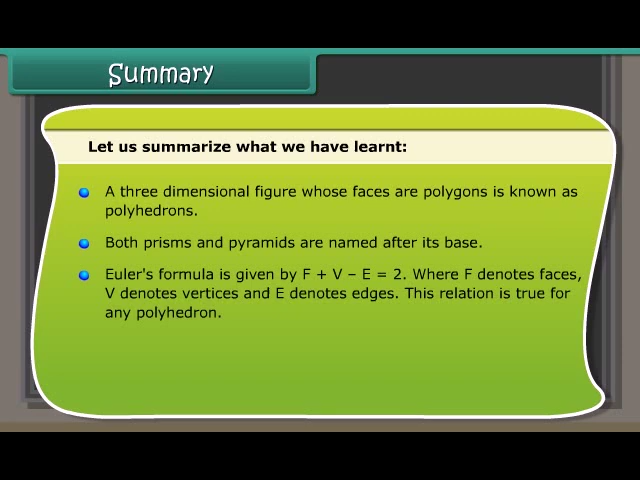 Summary
Let us summarize what we have learnt:
A three dimensional figure whose faces are polygons is known as
polyhedrons.
Both prisms and pyramids are named after its base.
Euler's formula is given by F + V – E = 2. Where F denotes faces,
V denotes vertices and E denotes edges. This relation is true for
any polyhedron.